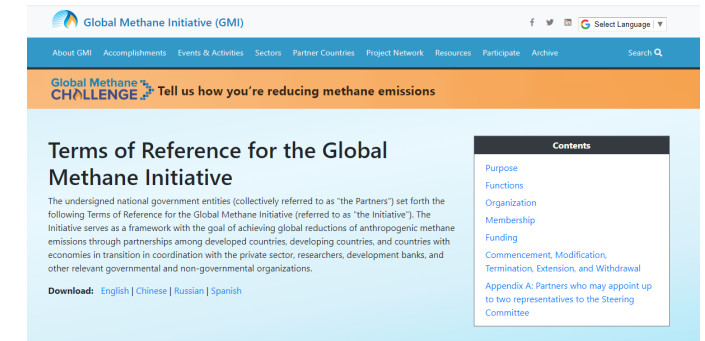 Global Methane Initiative (GMI)
Select Language ▼
About GMI Accomplishments Events & Activities Sectors Partner Countries Project Network Resources Participate Archive Search
Global Methane
CHALLENGE
Tell us how you're reducing methane emissions
Terms of Reference for the Global
Methane Initiative
The undersigned national government entities (collectively referred to as "the Partners") set forth the
following Terms of Reference for the Global Methane Initiative (referred to as "the Initiative"). The
Initiative serves as a framework with the goal of achieving global reductions of anthropogenic methane
emissions through partnerships among developed countries, developing countries, and countries with
economies in transition in coordination with the private sector, researchers, development banks, and
other relevant governmental and non-governmental organizations.
Download: English | Chinese | Russian | Spanish
Contents
Purpose
Functions
Organization
Membership
Funding
Commencement, Modification,
Termination, Extension, and Withdrawal
Appendix A: Partners who may appoint up
to two representatives to the Steering
Committee